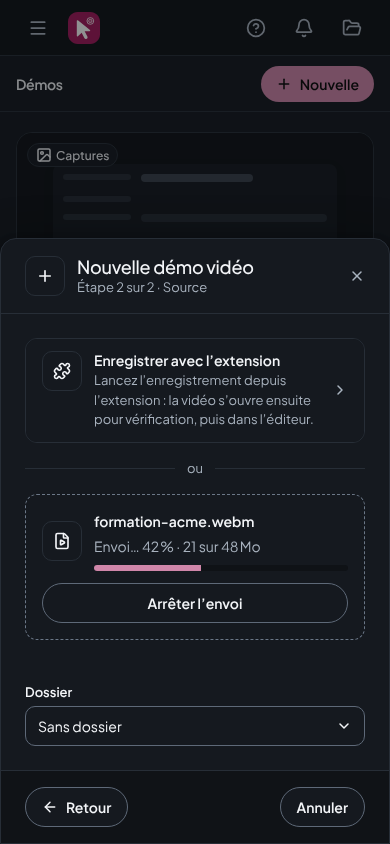 Démos
Nouvelle
Captures
Nouvelle démo vidéo
Étape 2 sur 2 · Source
Enregistrer avec l’extension
Lancez l’enregistrement depuis
l’extension : la vidéo s’ouvre ensuite
pour vérification, puis dans l’éditeur.
ou
formation-acme.webm
Envoi… 42 % · 21 sur 48 Mo
Arrêter l’envoi
Dossier
Sans dossier
Retour
Annuler